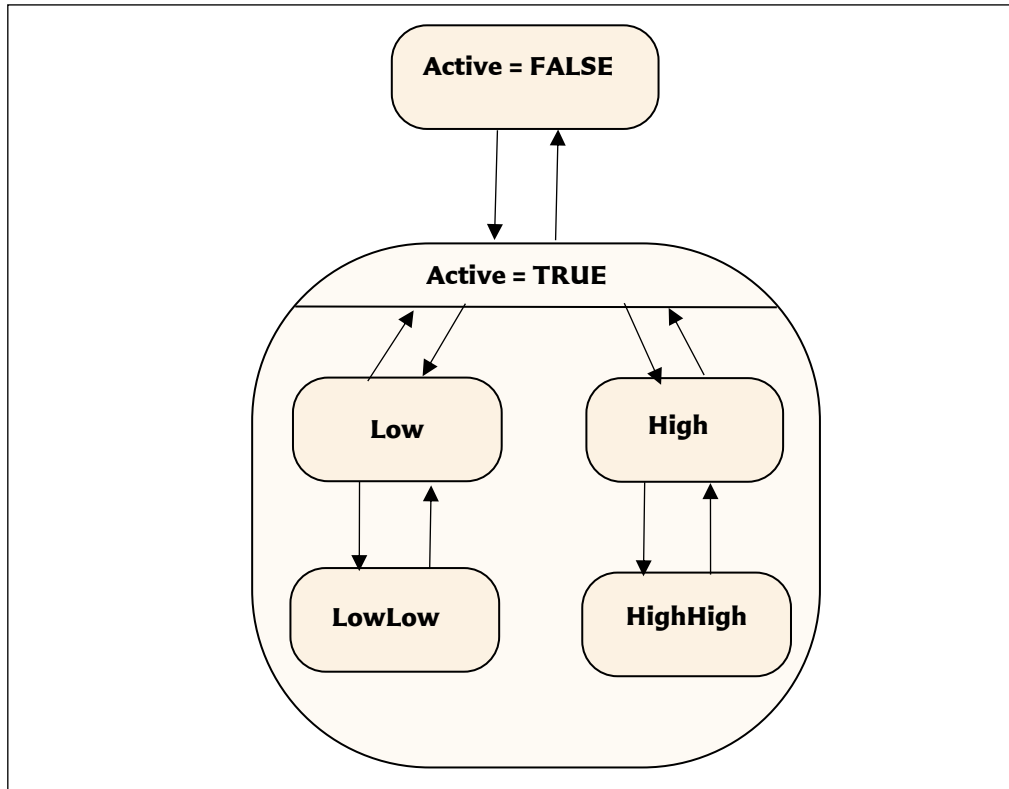 Active = FALSE
Active = TRUE
Low
High
LowLow
HighHigh